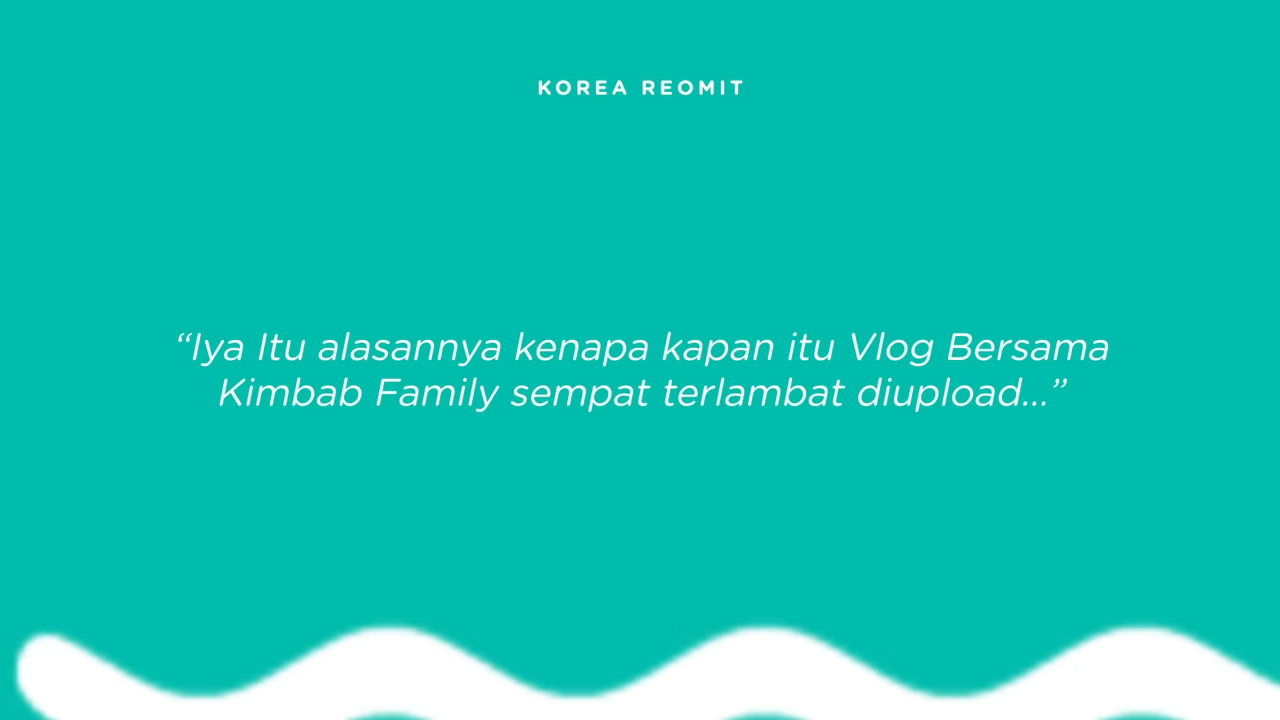 KOREA REOMIT
“Iya Itu alasannya kenapa kapan itu Vlog Bersama
Kimbab Family sempat terlambat diupload...”